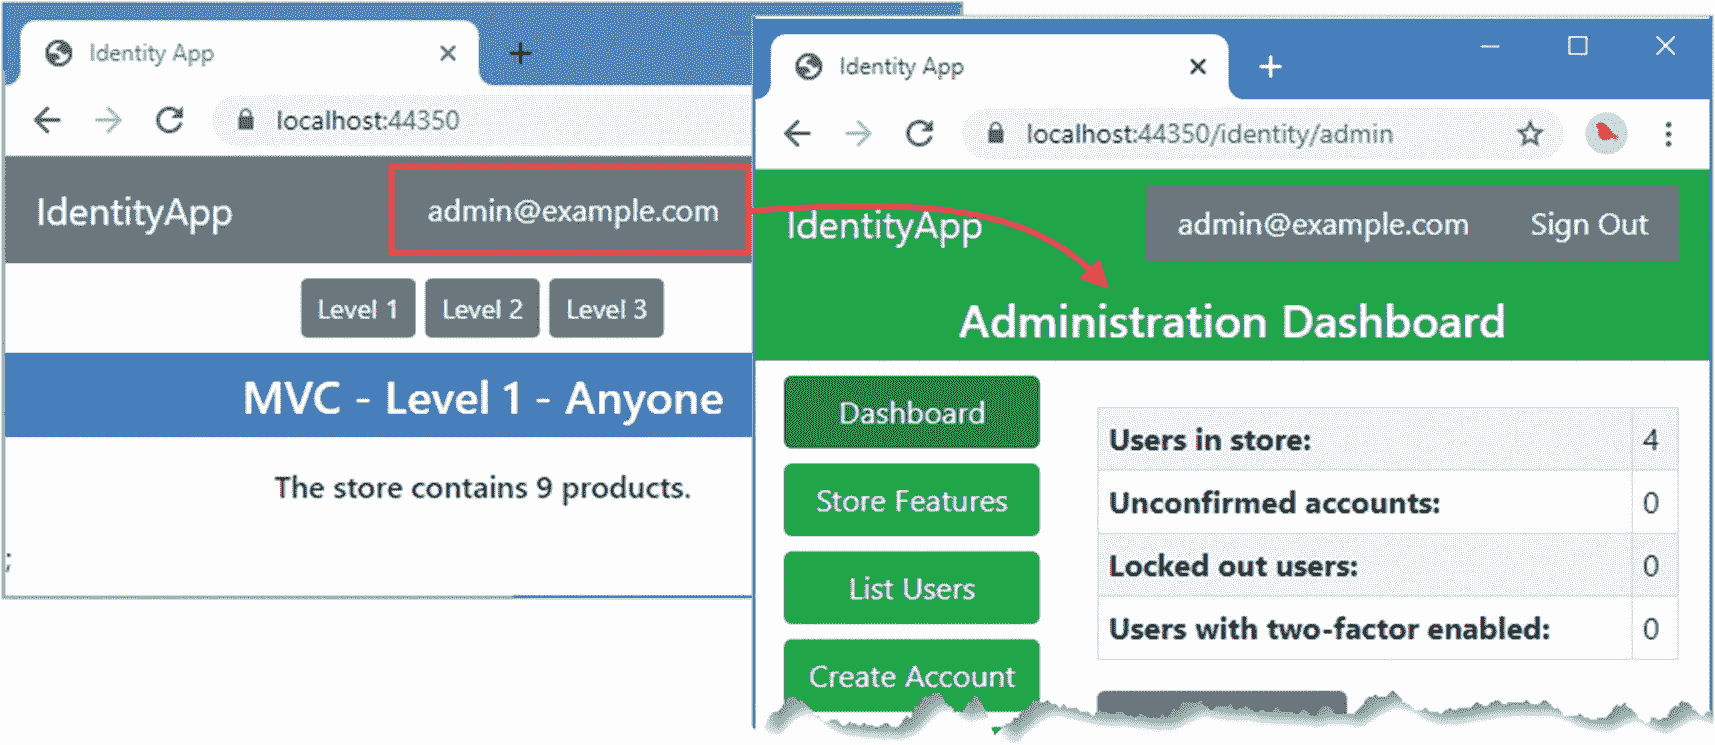 Identity App
localhost:44350
IdentityApp
admin@example.com
Level 1 Level 2 Level 3
MVC - Level 1 - Anyone
The store contains 9 products.
;
Identity App
localhost:44350/identity/admin
IdentityApp
admin@example.com Sign Out
Administration Dashboard
Dashboard
Store Features
List Users
Create Account
Users in store: 4
Unconfirmed accounts: 0
Locked out users: 0
Users with two-factor enabled: 0